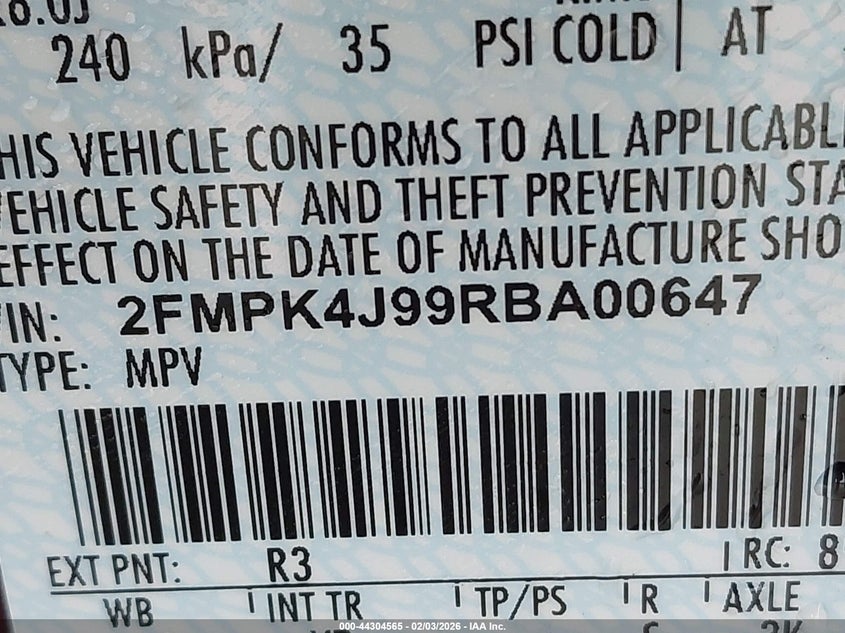 240 kPa/ 35 PSI COLD | AT
HIS VEHICLE CONFORMS TO ALL APPLICABL
VEHICLE SAFETY AND THEFT PREVENTION STA
EFFECT ON THE DATE OF MANUFACTURE SHO
IN: 2FMPK4J99RBA00647
TYPE: MPV
EXT PNT: R3 RC: 8
WB INT TR TP/PS R AXLE
000-44304565 - 02/03/2026 - IAA Inc.